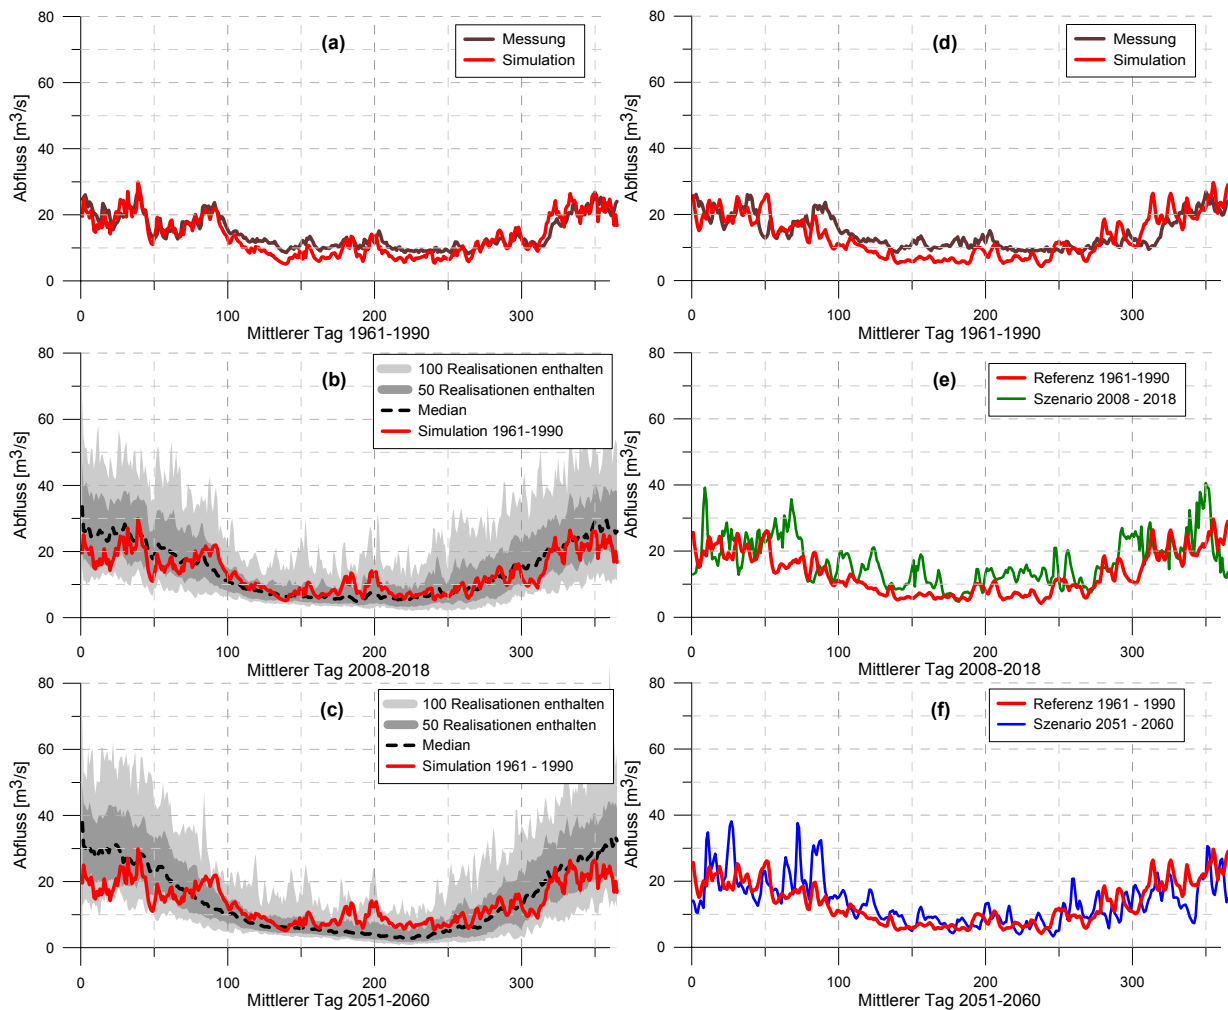 80
60
40
20
0
Abfluss [m³/s]
(a)
Messung
Simulation
0
100
200
300
Mittlerer Tag 1961-1990
80
60
40
20
0
Abfluss [m³/s]
(d)
Messung
Simulation
0
100
200
300
Mittlerer Tag 1961-1990
80
60
40
20
0
Abfluss [m³/s]
(b)
100 Realisationen enthalten
50 Realisationen enthalten
Median
Simulation 1961-1990
0
100
200
300
Mittlerer Tag 2008-2018
80
60
40
20
0
Abfluss [m³/s]
(e)
Referenz 1961-1990
Szenario 2008 - 2018
0
100
200
300
Mittlerer Tag 2008-2018
80
60
40
20
0
Abfluss [m³/s]
(c)
100 Realisationen enthalten
50 Realisationen enthalten
Median
Simulation 1961 - 1990
0
100
200
300
Mittlerer Tag 2051-2060
80
60
40
20
0
Abfluss [m³/s]
(f)
Referenz 1961 - 1990
Szenario 2051 - 2060
0
100
200
300
Mittlerer Tag 2051-2060